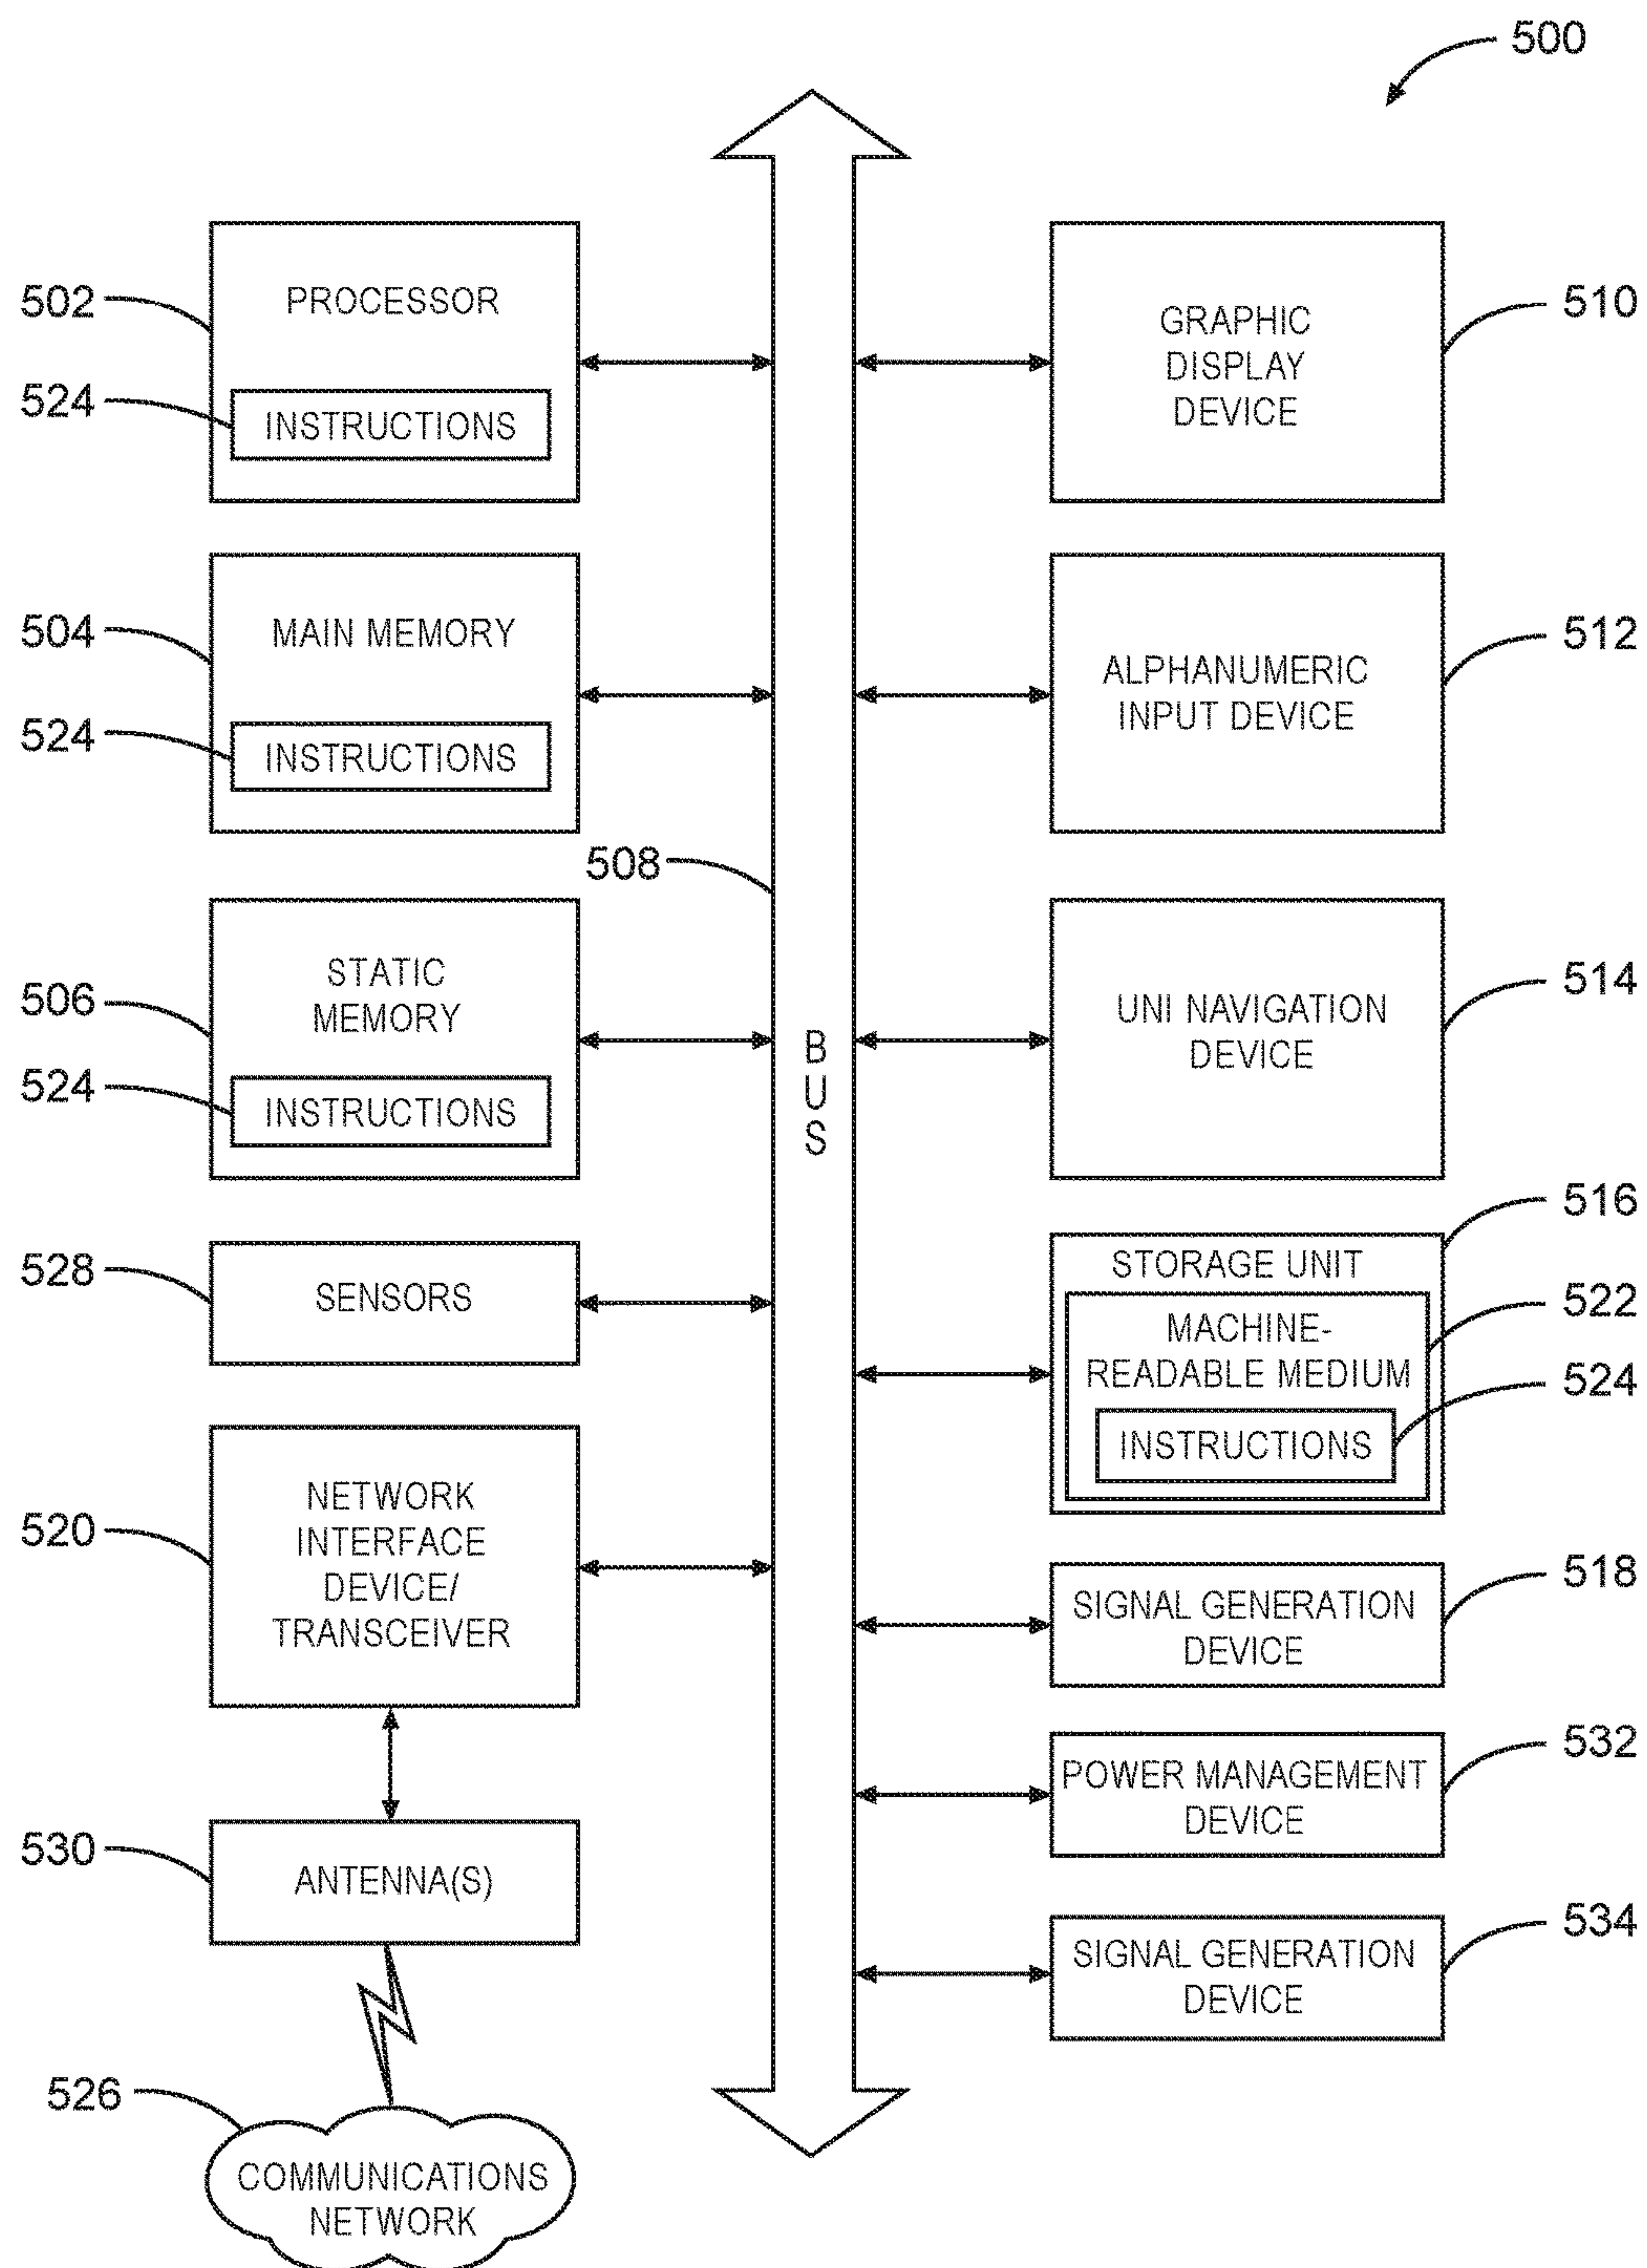 500
502
PROCESSOR
524
INSTRUCTIONS
504
MAIN MEMORY
524
INSTRUCTIONS
508
506
STATIC
MEMORY
524
INSTRUCTIONS
528
SENSORS
520
NETWORK
INTERFACE
DEVICE/
TRANSCEIVER
530
ANTENNA(S)
526
COMMUNICATIONS
NETWORK
B
U
S
510
GRAPHIC
DISPLAY
DEVICE
512
ALPHANUMERIC
INPUT DEVICE
514
UNI NAVIGATION
DEVICE
516
STORAGE UNIT
522
MACHINE-
READABLE MEDIUM
524
INSTRUCTIONS
518
SIGNAL GENERATION
DEVICE
532
POWER MANAGEMENT
DEVICE
534
SIGNAL GENERATION
DEVICE